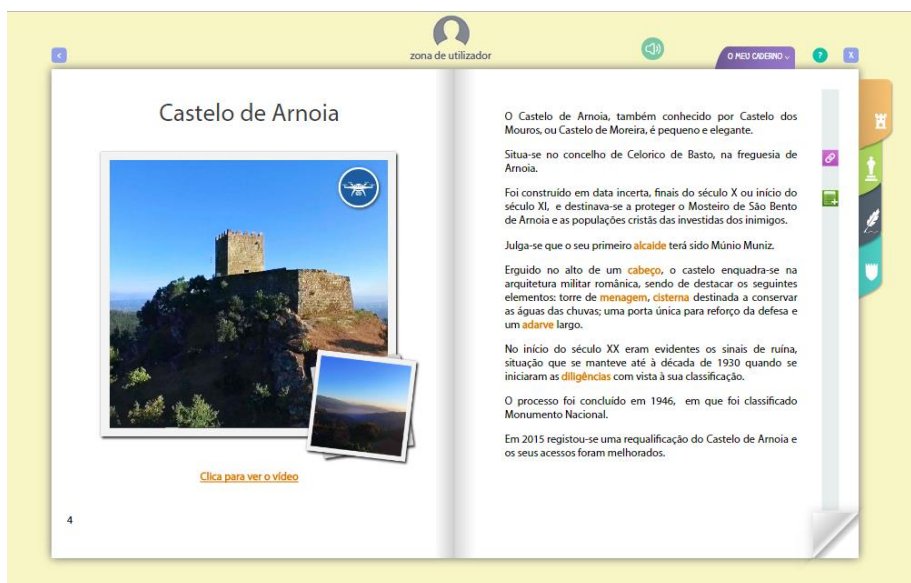 zona de utilizador
<
O MEU CADERNO
?
X
Castelo de Arnoia
Clica para ver o vídeo
4
O Castelo de Arnoia, também conhecido por Castelo dos
Mouros, ou Castelo de Moreira, é pequeno e elegante.
Situa-se no concelho de Celorico de Basto, na freguesia de
Arnoia.
Foi construído em data incerta, finais do século X ou início do
século XI, e destinava-se a proteger o Mosteiro de São Bento
de Arnoia e as populações cristãs das investidas dos inimigos.
Julga-se que o seu primeiro alcaide terá sido Múnio Muniz.
Erguido no alto de um cabeço, o castelo enquadra-se na
arquitetura militar românica, sendo de destacar os seguintes
elementos: torre de menagem, cisterna destinada a conservar
as águas das chuvas; uma porta única para reforço da defesa e
um adarve largo.
No início do século XX eram evidentes os sinais de ruína,
situação que se manteve até à década de 1930 quando se
iniciaram as diligências com vista à sua classificação.
O processo foi concluído em 1946, em que foi classificado
Monumento Nacional.
Em 2015 registou-se uma requalificação do Castelo de Arnoia e
os seus acessos foram melhorados.